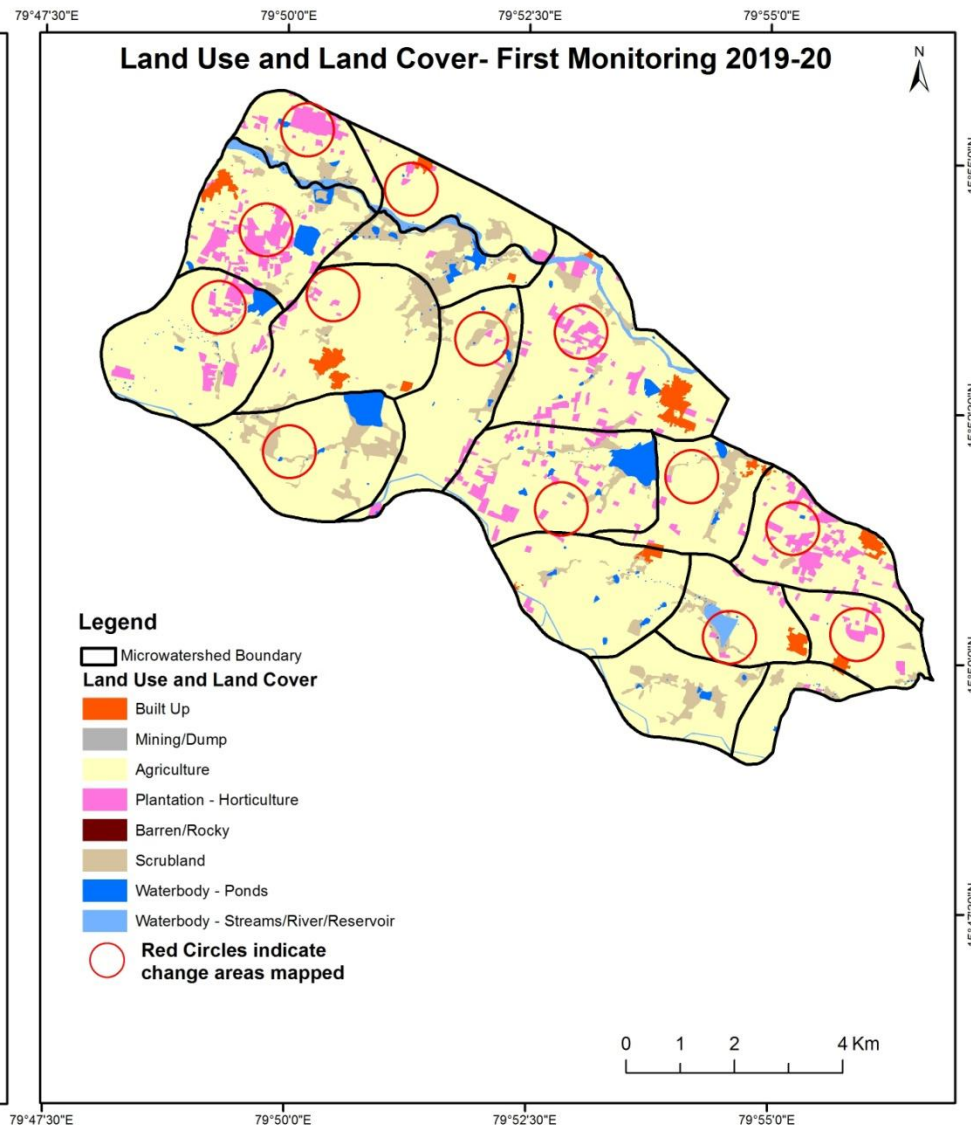 79°47'30"E
79°50'0"E
79°52'30"E
79°55'0"E
Land Use and Land Cover- First Monitoring 2019-20
N
Legend
Microwatershed Boundary
Land Use and Land Cover
Built Up
Mining/Dump
Agriculture
Plantation - Horticulture
Barren/Rocky
Scrubland
Waterbody - Ponds
Waterbody - Streams/River/Reservoir
Red Circles indicate
change areas mapped
0 1 2 4 Km
79°47'30"E
79°50'0"E
79°52'30"E
79°55'0"E